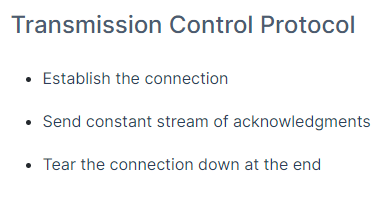 Transmission Control Protocol
• Establish the connection
• Send constant stream of acknowledgments
• Tear the connection down at the end